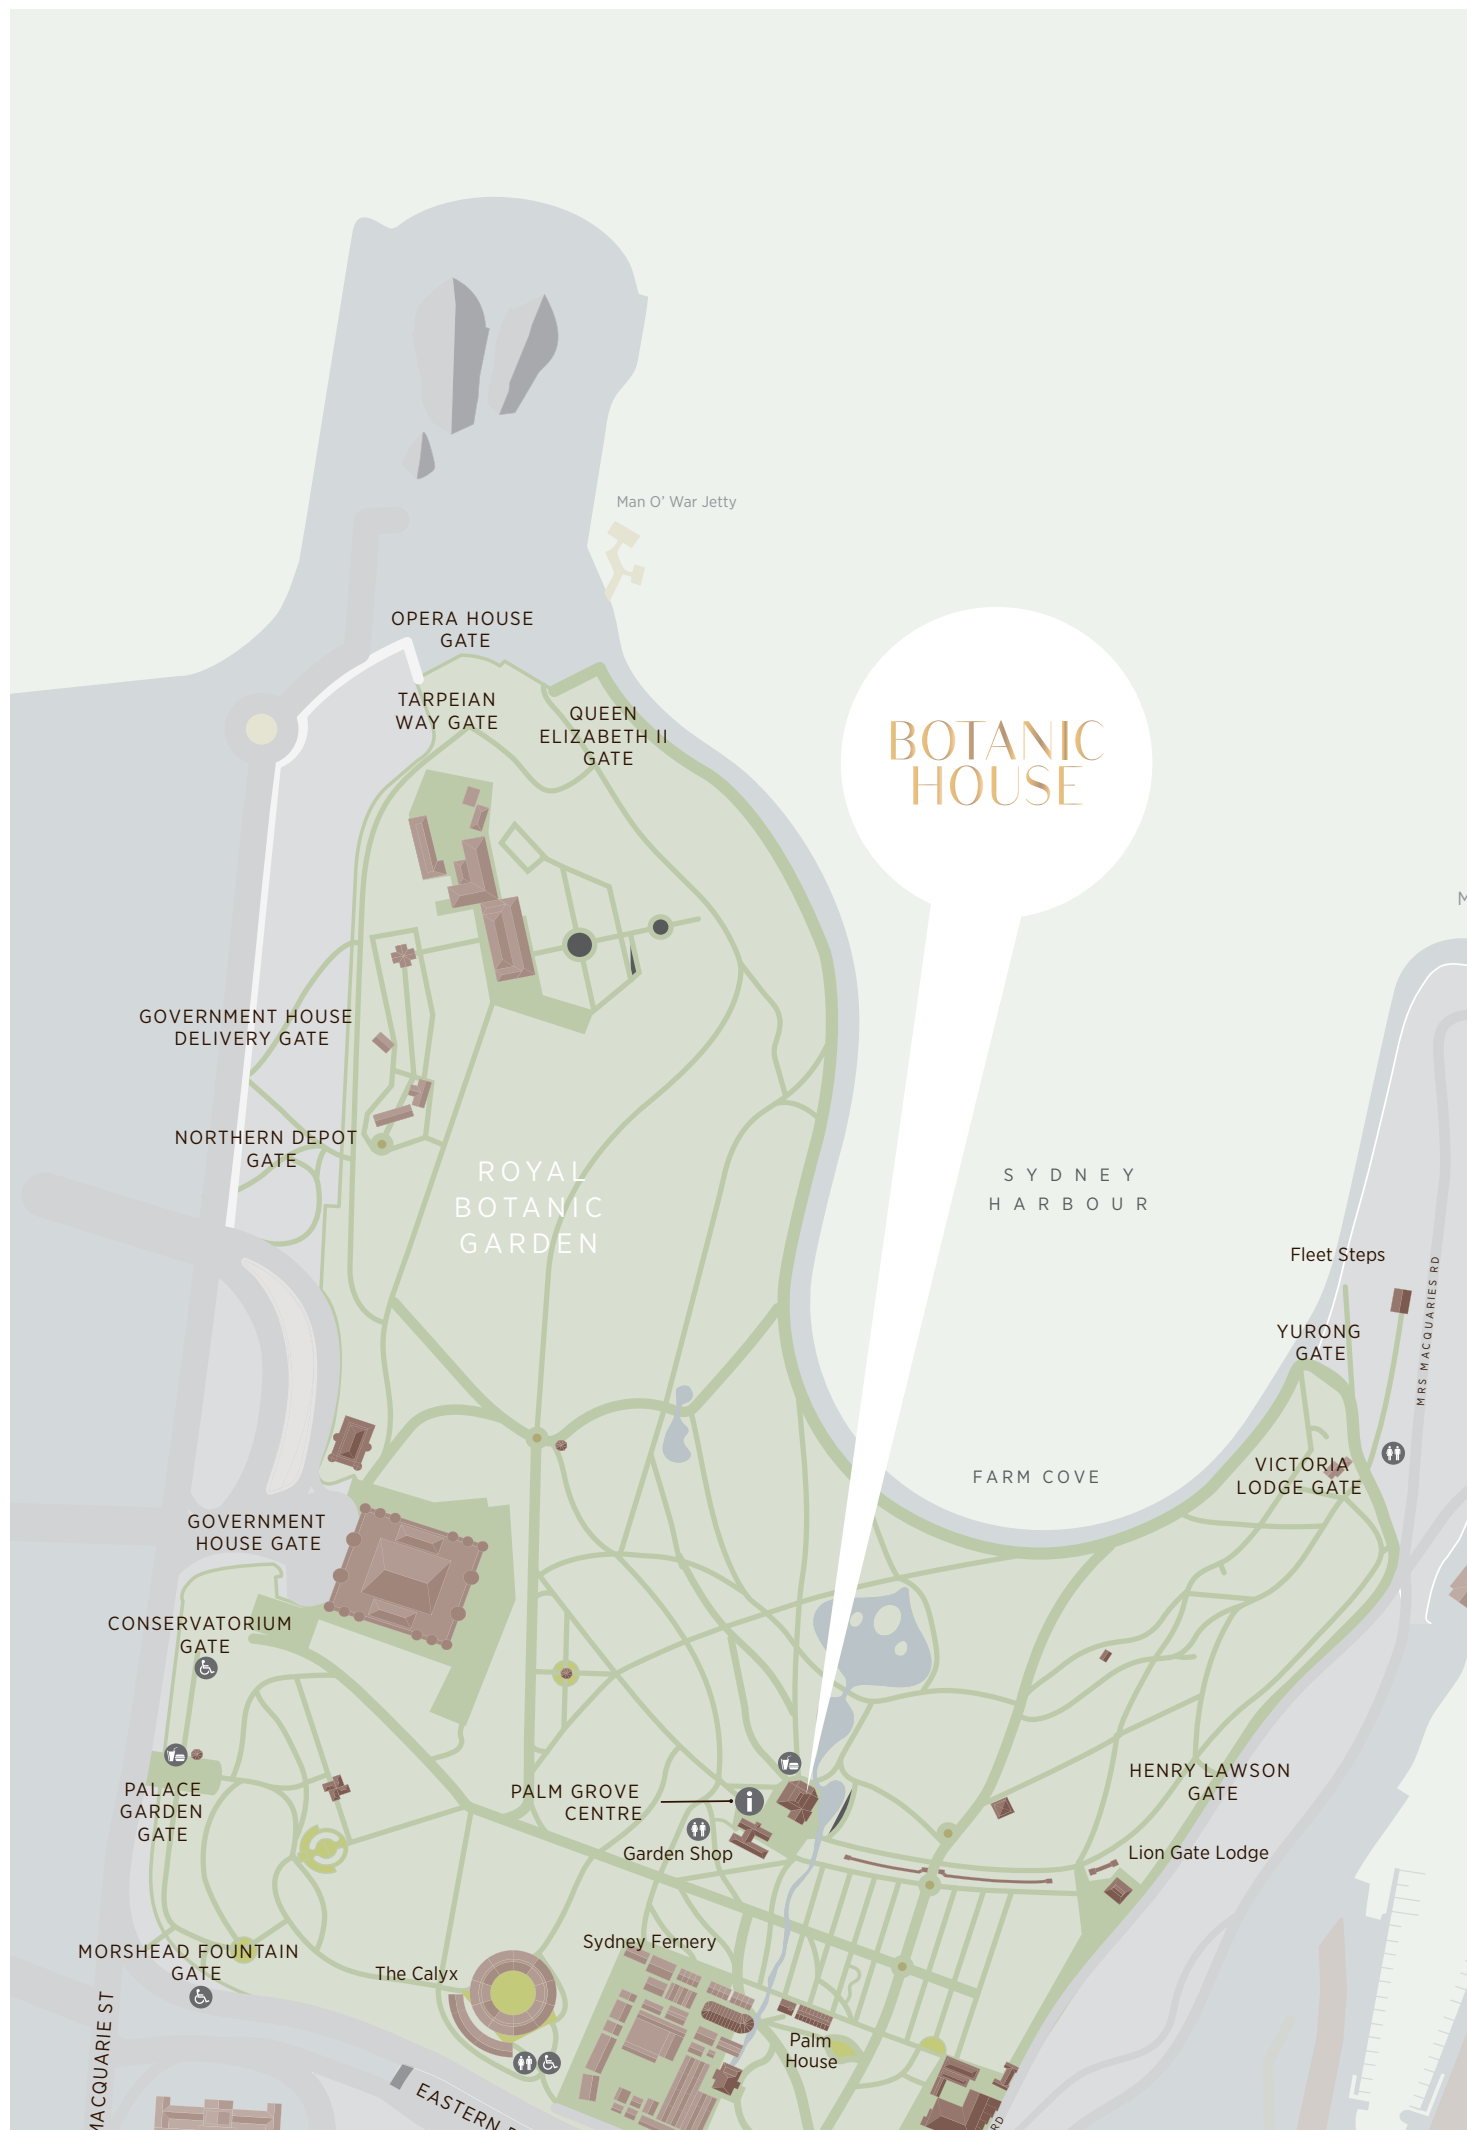 Man O' War Jetty
OPERA HOUSE
GATE
TARPEIAN
WAY GATE
QUEEN
ELIZABETH II
GATE
BOTANIC
HOUSE
GOVERNMENT HOUSE
DELIVERY GATE
NORTHERN DEPOT
GATE
ROYAL
BOTANIC
GARDEN
SYDNEY
HARBOUR
Fleet Steps
MRS MACQUARIES RD
YURONG
GATE
FARM COVE
VICTORIA
LODGE GATE
GOVERNMENT
HOUSE GATE
CONSERVATORIUM
GATE
PALACE
GARDEN
GATE
PALM GROVE
CENTRE
i
Garden Shop
HENRY LAWSON
GATE
Lion Gate Lodge
MORSHEAD FOUNTAIN
GATE
Sydney Fernery
The Calyx
Palm
House
MACQUARIE ST
EASTERN
RD